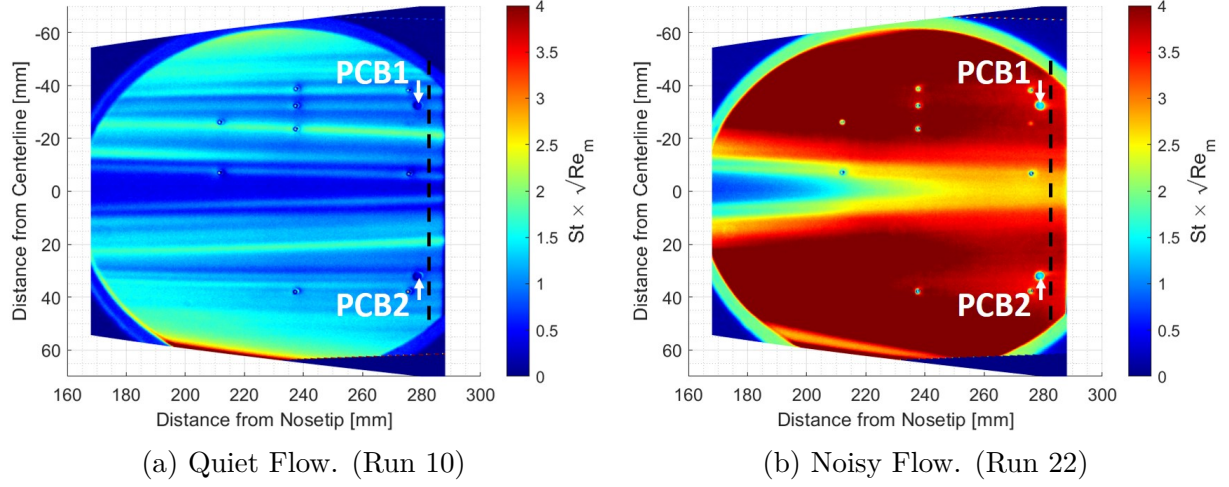 -60
-40
-20
0
20
40
60
160 180 200 220 240 260 280 300
Distance from Centerline [mm]
Distance from Nosetip [mm]
PCB1
PCB2
4
3.5
3
2.5
2
1.5
1
0.5
0
St × √Re_m
(a) Quiet Flow. (Run 10)
-60
-40
-20
0
20
40
60
160 180 200 220 240 260 280 300
Distance from Centerline [mm]
Distance from Nosetip [mm]
PCB1
PCB2
4
3.5
3
2.5
2
1.5
1
0.5
0
St × √Re_m
(b) Noisy Flow. (Run 22)